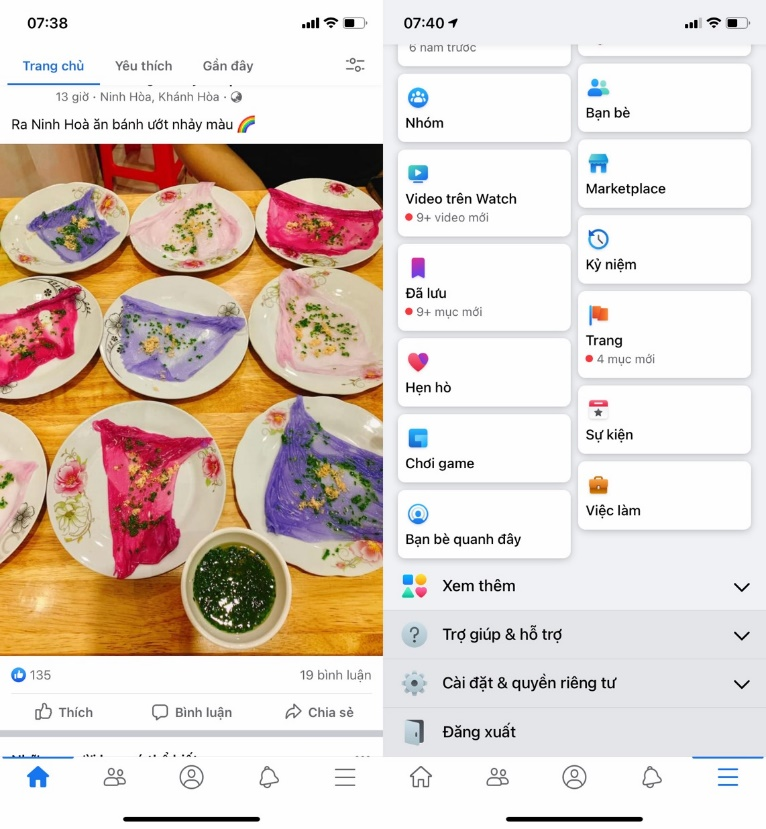 07:38
Trang chủ
Yêu thích
Gần đây
13 giờ · Ninh Hòa, Khánh Hòa ·
Ra Ninh Hoà ăn bánh ướt nhảy màu 🌈
135
19 bình luận
Thích
Bình luận
Chia sẻ
07:40
6 năm trước
Nhóm
Video trên Watch
9+ video mới
Đã lưu
9+ mục mới
Hẹn hò
Chơi game
Bạn bè quanh đây
Bạn bè
Marketplace
Kỷ niệm
Trang
4 mục mới
Sự kiện
Việc làm
Xem thêm
Trợ giúp & hỗ trợ
Cài đặt & quyền riêng tư
Đăng xuất